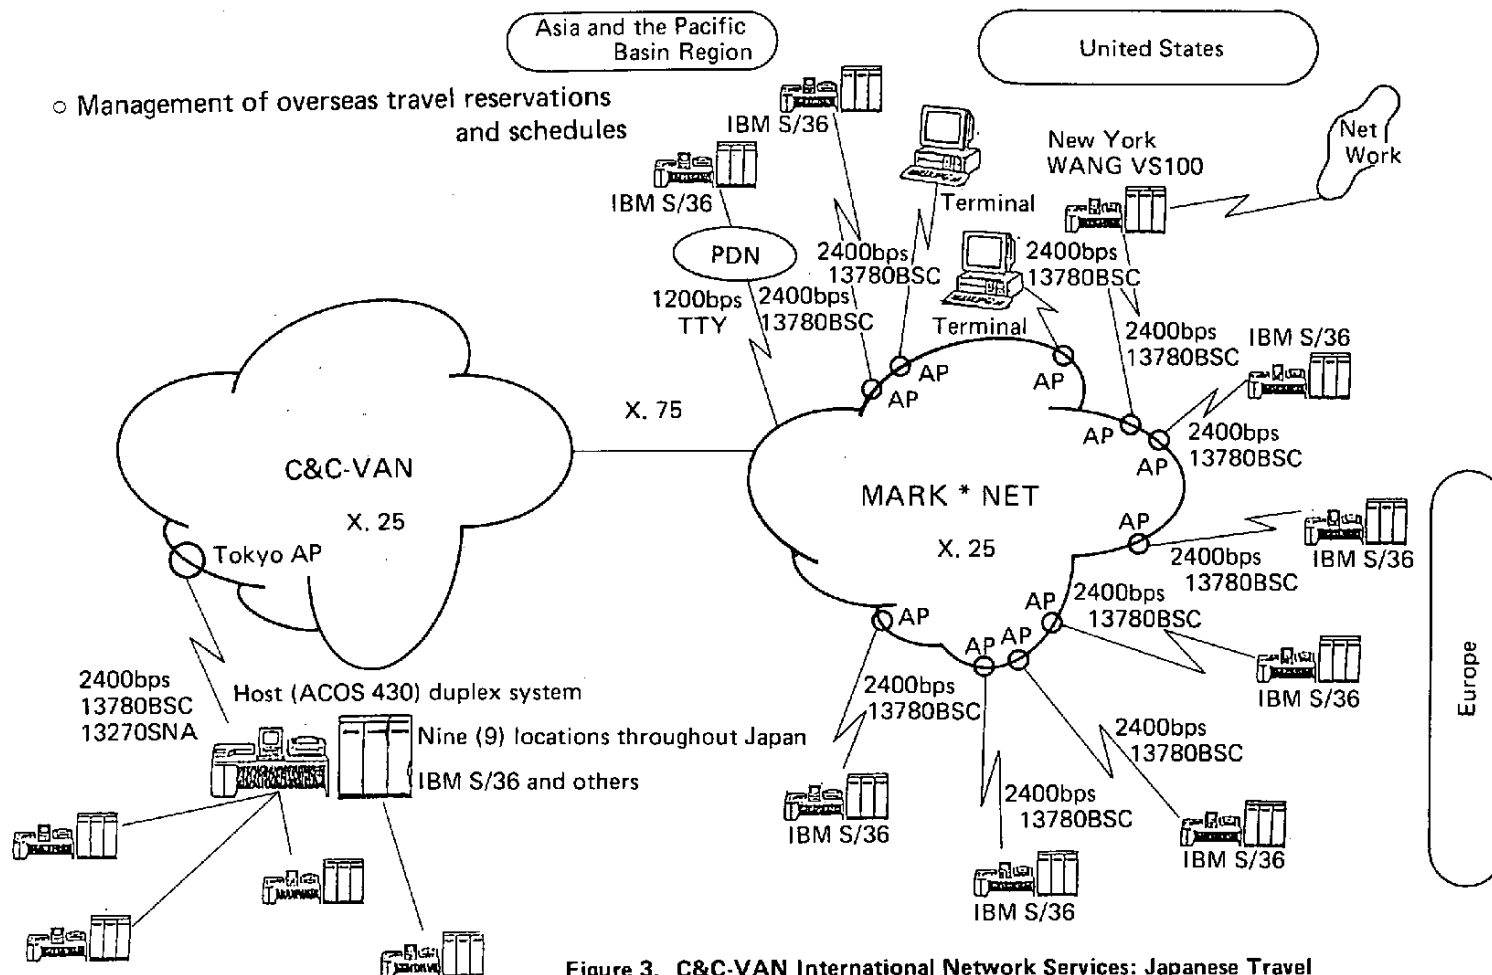 Asia and the Pacific
Basin Region
United States
○ Management of overseas travel reservations
and schedules
IBM S/36
IBM S/36
Terminal
New York
WANG VS100
Net
Work
PDN
2400bps
13780BSC
Terminal
2400bps
13780BSC
1200bps
TTY
2400bps
13780BSC
2400bps
13780BSC
IBM S/36
AP
AP
AP
X. 75
AP
AP
2400bps
13780BSC
C&C-VAN
X. 25
MARK * NET
X. 25
AP
2400bps
13780BSC
IBM S/36
Tokyo AP
AP
AP
AP
AP
2400bps
13780BSC
IBM S/36
Europe
2400bps
13780BSC
13270SNA
Host (ACOS 430) duplex system
Nine (9) locations throughout Japan
IBM S/36 and others
2400bps
13780BSC
IBM S/36
2400bps
13780BSC
IBM S/36
2400bps
13780BSC
IBM S/36
Figure 3. C&C-VAN International Network Services: Japanese Travel